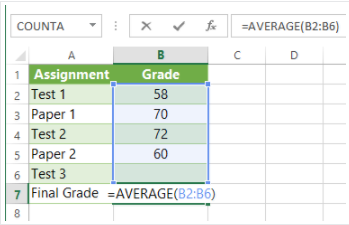 COUNTA =AVERAGE(B2:B6)
A B C D
1 Assignment Grade
2 Test 1 58
3 Paper 1 70
4 Test 2 72
5 Paper 2 60
6 Test 3
7 Final Grade =AVERAGE(B2:B6)
8